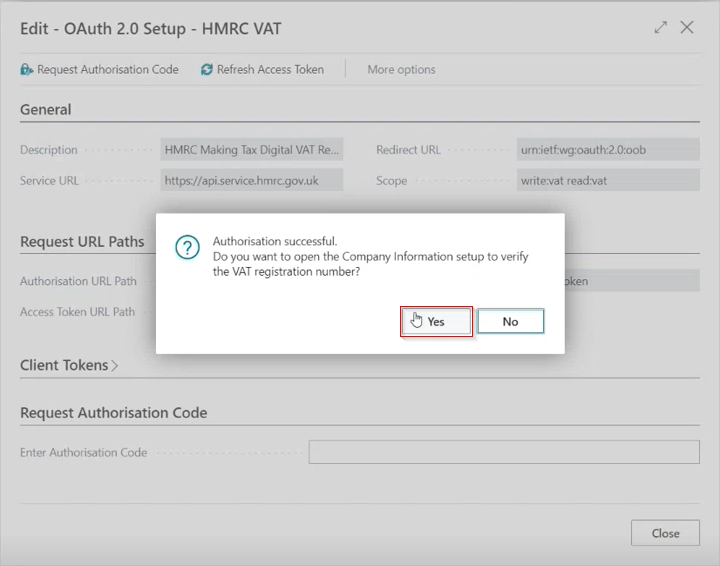 Edit - OAuth 2.0 Setup - HMRC VAT
Request Authorisation Code Refresh Access Token More options
General
Description HMRC Making Tax Digital VAT Re... Redirect URL urn:ietf:wg:oauth:2.0:oob
Service URL https://api.service.hmrc.gov.uk Scope write:vat read:vat
Authorisation successful.
Do you want to open the Company Information setup to verify
the VAT registration number?
Yes No
Request URL Paths
Authorisation URL Path
Access Token URL Path
Client Tokens
Request Authorisation Code
Enter Authorisation Code
Close